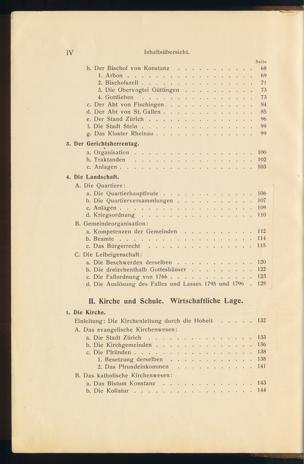 IV Inhaltsübersicht.
Seite
b. Der Bischof von Konstanz . . . . . . . . . . . 68
1. Arbon . . . . . . . . . . . . . . . . 69
2. Bischofszell . . . . . . . . . . . . . . 71
3. Die Obervogtei Güttingen . . . . . . . . . . 73
4. Gottlieben . . . . . . . . . . . . . . . 73
c. Der Abt von Fischingen . . . . . . . . . . . . 84
d. Der Abt von St. Gallen . . . . . . . . . . . . 85
e. Der Stand Zürich . . . . . . . . . . . . . . 96
f. Die Stadt Stein . . . . . . . . . . . . . . 99
g. Das Kloster Rheinau . . . . . . . . . . . . . 99
3. Der Gerichtsherrentag.
a. Organisation . . . . . . . . . . . . . . . 100
b. Traktanden . . . . . . . . . . . . . . . . 102
c. Anlagen . . . . . . . . . . . . . . . . . 105
4. Die Landschaft.
A. Die Quartiere:
a. Die Quartierhauptleute . . . . . . . . . . . . 106
b. Die Quartierversammlungen . . . . . . . . . . . 107
c. Anlagen . . . . . . . . . . . . . . . . . 109
d. Kriegsordnung . . . . . . . . . . . . . . . 110
B. Gemeindeorganisation:
a. Kompetenzen der Gemeinden . . . . . . . . . . . 112
b. Beamte . . . . . . . . . . . . . . . . . 114
c. Das Bürgerrecht . . . . . . . . . . . . . . 115
C. Die Leibeigenschaft:
a. Die Beschwerden derselben . . . . . . . . . . . 120
b. Die dreizehenthalb Gotteshäuser . . . . . . . . . 122
c. Die Fallordnung von 1766 . . . . . . . . . . . 123
d. Die Auslösung des Falles und Lasses 1795 und 1796 . . 128
II. Kirche und Schule. Wirtschaftliche Lage.
1. Die Kirche.
Einleitung: Die Kirchenleitung durch die Hoheit . . . . . 132
A. Das evangelische Kirchenwesen:
a. Die Stadt Zürich . . . . . . . . . . . . . . 133
b. Die Kirchgemeinden . . . . . . . . . . . . . 136
c. Die Pfründen . . . . . . . . . . . . . . . 138
1. Besetzung derselben . . . . . . . . . . . . 138
2. Das Pfrundeinkommen . . . . . . . . . . . . 141
B. Das katholische Kirchenwesen:
a. Das Bistum Konstanz . . . . . . . . . . . . . 143
b. Die Kollatur . . . . . . . . . . . . . . . 144